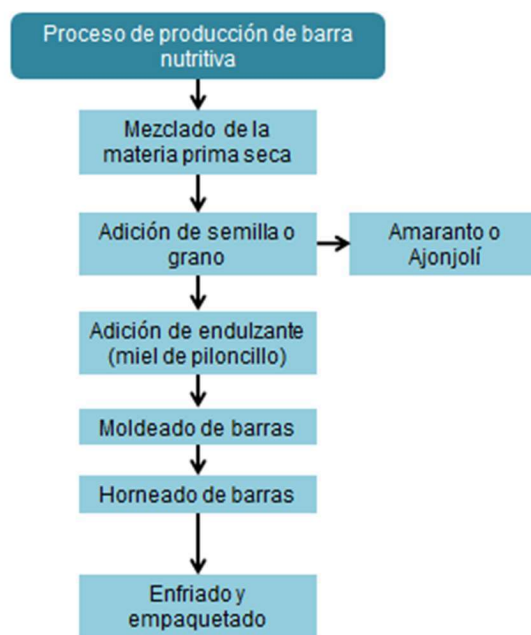 Proceso de producción de barra
nutritiva
Mezclado de la
materia prima seca
Adición de semilla o
grano
Amaranto o
Ajonjolí
Adición de endulzante
(miel de piloncillo)
Moldeado de barras
Horneado de barras
Enfriado y
empaquetado